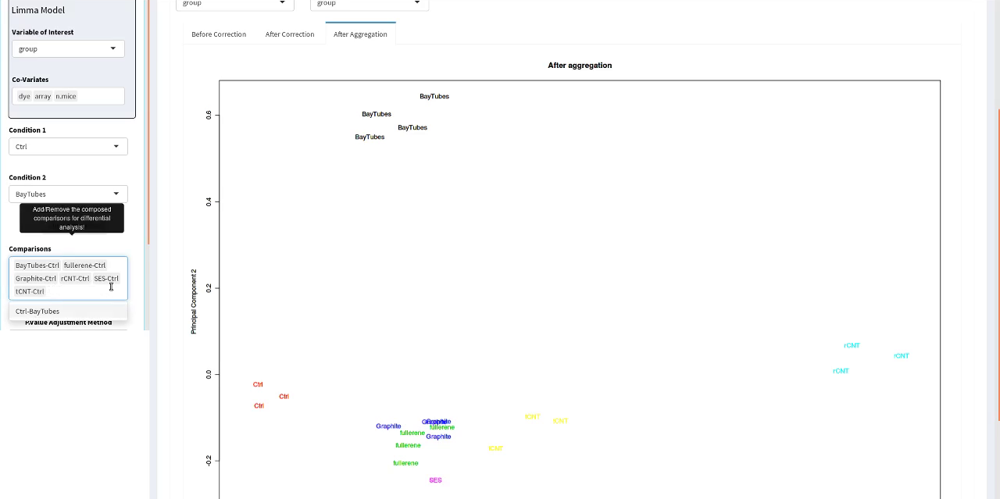 Limma Model
Variable of Interest
group
Co-Variates
dye array n.mice
Condition 1
Ctrl
Condition 2
BayTubes
Add/Remove the composed
comparisons for differential
analysis!
Comparisons
BayTubes-Ctrl fullerene-Ctrl
Graphite-Ctrl rCNT-Ctrl SES-Ctrl
tCNT-Ctrl
Ctrl-BayTubes
P.Value Adjustment Method
group group
Before Correction After Correction After Aggregation
After aggregation
Principal Component 2
0.6
0.4
0.2
0.0
-0.2
BayTubes
BayTubes
BayTubes
BayTubes
rCNT
rCNT
rCNT
Ctrl
Ctrl
Ctrl
tCNT
tCNT
Graphite
Graphite
Graphite
fullerene
fullerene
Graphite
fullerene
tCNT
fullerene
SES